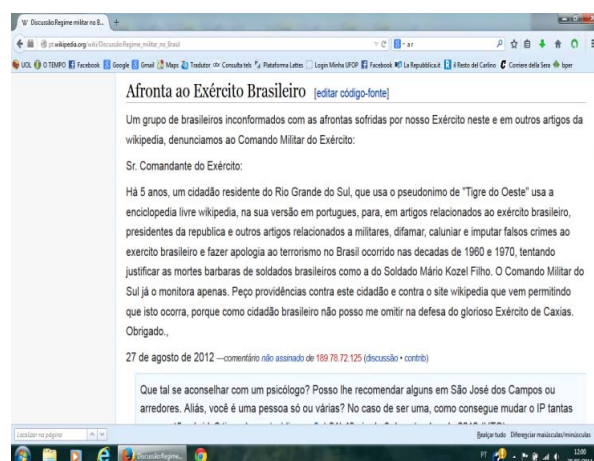 W Discussão:Regime militar no B...
pt.wikipedia.org/wiki/Discussão:Regime_militar_no_Brasil
ar
UOL O TEMPO Facebook Google Gmail Maps Tradutor Consulta tels Plataforma Lattes Login Minha UFOP Facebook La Repubblica.it il Resto del Carlino Corriere della Sera bper
Afronta ao Exército Brasileiro [editar código-fonte]
Um grupo de brasileiros inconformados com as afrontas sofridas por nosso Exército neste e em outros artigos da
wikipedia, denunciamos ao Comando Militar do Exército:
Sr. Comandante do Exército:
Há 5 anos, um cidadão residente do Rio Grande do Sul, que usa o pseudonimo de "Tigre do Oeste" usa a
enciclopedia livre wikipedia, na sua versão em portugues, para, em artigos relacionados ao exército brasileiro,
presidentes da republica e outros artigos relacionados a militares, difamar, caluniar e imputar falsos crimes ao
exercito brasileiro e fazer apologia ao terrorismo no Brasil ocorrido nas decadas de 1960 e 1970, tentando
justificar as mortes barbaras de soldados brasileiros como a do Soldado Mário Kozel Filho. O Comando Militar do
Sul já o monitora apenas. Peço providências contra este cidadão e contra o site wikipedia que vem permitindo
que isto ocorra, porque como cidadão brasileiro não posso me omitir na defesa do glorioso Exército de Caxias.
Obrigado.,
27 de agosto de 2012 —comentário não assinado de 189.78.72.125 (discussão • contrib)
Que tal se aconselhar com um psicólogo? Posso lhe recomendar alguns em São José dos Campos ou
arredores. Aliás, você é uma pessoa só ou várias? No caso de ser uma, como consegue mudar o IP tantas
Localizar na página Realçar tudo Diferenciar maiúsculas/minúsculas
Discussão:Regime... PT 12:00